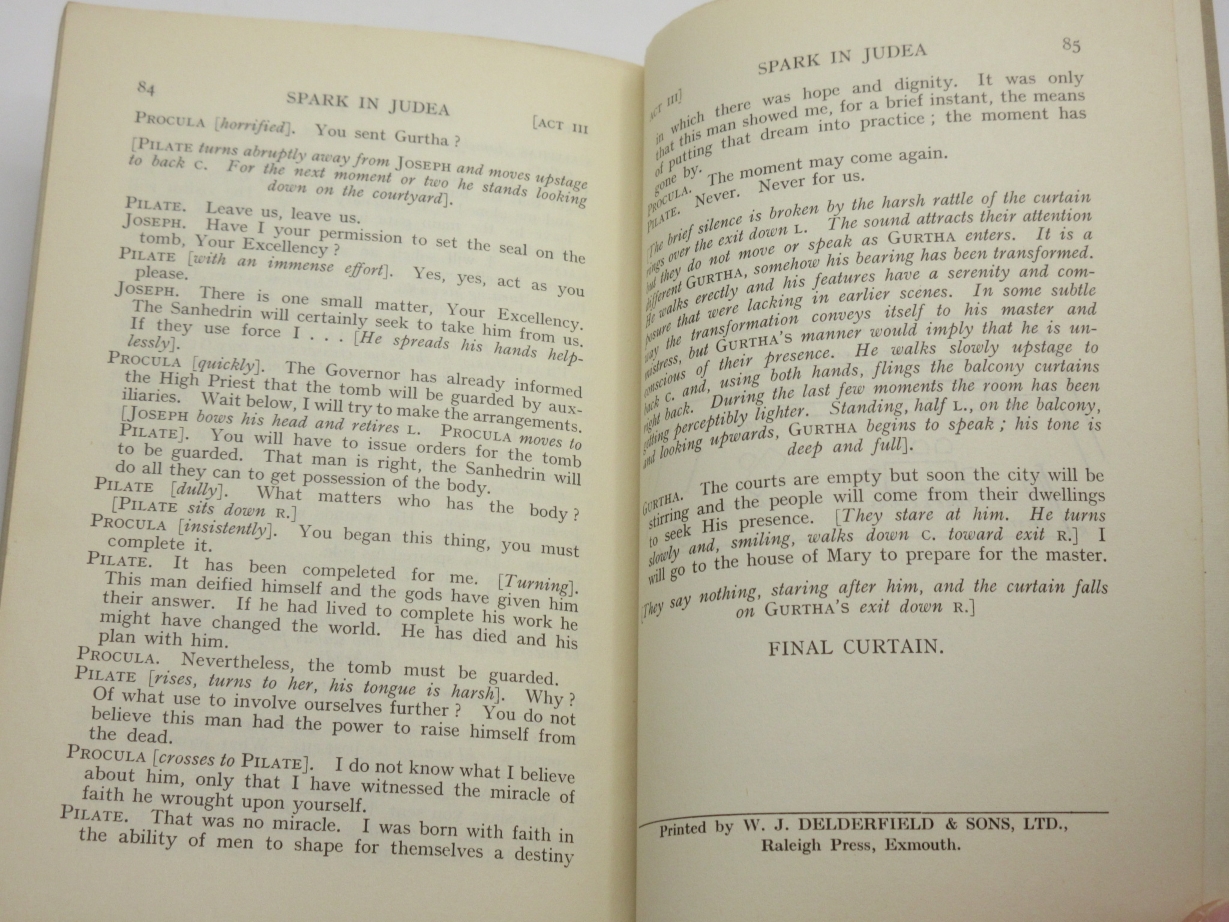 84
SPARK IN JUDEA
[ACT III
PROCULA [horrified]. You sent Gurtha ?
[PILATE turns abruptly away from JOSEPH and moves upstage
to back C. For the next moment or two he stands looking
down on the courtyard].
PILATE. Leave us, leave us.
JOSEPH. Have I your permission to set the seal on the
tomb, Your Excellency ?
PILATE [with an immense effort]. Yes, yes, act as you
please.
JOSEPH. There is one small matter, Your Excellency.
The Sanhedrin will certainly seek to take him from us.
If they use force I . . . [He spreads his hands help-
lessly].
PROCULA [quickly]. The Governor has already informed
the High Priest that the tomb will be guarded by aux-
iliaries. Wait below, I will try to make the arrangements.
[JOSEPH bows his head and retires L. PROCULA moves to
PILATE]. You will have to issue orders for the tomb
to be guarded. That man is right, the Sanhedrin will
do all they can to get possession of the body.
PILATE [dully]. What matters who has the body ?
[PILATE sits down R.]
PROCULA [insistently]. You began this thing, you must
complete it.
PILATE. It has been compeleted for me. [Turning].
This man deified himself and the gods have given him
their answer. If he had lived to complete his work he
might have changed the world. He has died and his
plan with him.
PROCULA. Nevertheless, the tomb must be guarded.
PILATE [rises, turns to her, his tongue is harsh]. Why ?
Of what use to involve ourselves further ? You do not
believe this man had the power to raise himself from
the dead.
PROCULA [crosses to PILATE]. I do not know what I believe
about him, only that I have witnessed the miracle of
faith he wrought upon yourself.
PILATE. That was no miracle. I was born with faith in
the ability of men to shape for themselves a destiny
ACT III]
SPARK IN JUDEA
85
in which there was hope and dignity. It was only
that this man showed me, for a brief instant, the means
of putting that dream into practice ; the moment has
gone by.
PROCULA. The moment may come again.
PILATE. Never. Never for us.
[The brief silence is broken by the harsh rattle of the curtain
rings over the exit down L. The sound attracts their attention
but they do not move or speak as GURTHA enters. It is a
different GURTHA, somehow his bearing has been transformed.
He walks erectly and his features have a serenity and com-
posure that were lacking in earlier scenes. In some subtle
way the transformation conveys itself to his master and
mistress, but GURTHA'S manner would imply that he is un-
conscious of their presence. He walks slowly upstage to
back C. and, using both hands, flings the balcony curtains
right back. During the last few moments the room has been
getting perceptibly lighter. Standing, half L., on the balcony,
and looking upwards, GURTHA begins to speak ; his tone is
deep and full].
GURTHA. The courts are empty but soon the city will be
stirring and the people will come from their dwellings
to seek His presence. [They stare at him. He turns
slowly and, smiling, walks down C. toward exit R.] I
will go to the house of Mary to prepare for the master.
[They say nothing, staring after him, and the curtain falls
on GURTHA'S exit down R.]
FINAL CURTAIN.
Printed by W. J. DELDERFIELD & SONS, LTD.,
Raleigh Press, Exmouth.